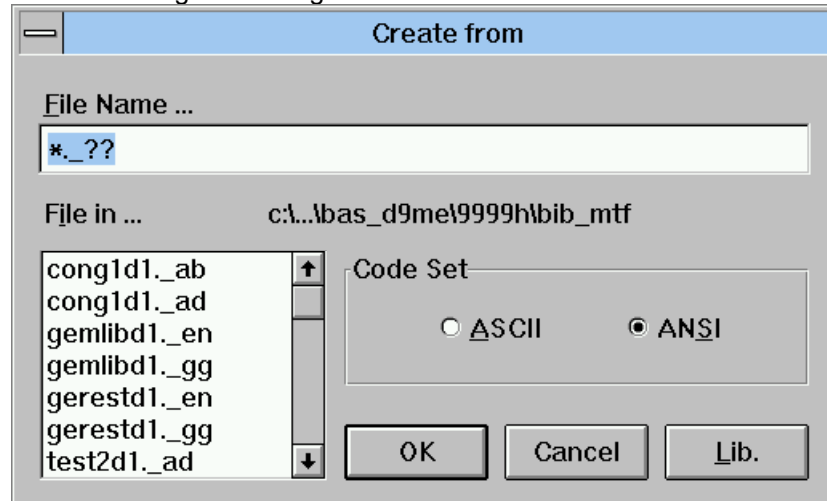 Create from
File Name ...
*._??
File in ... c:\...\bas_d9me\9999h\bib_mtf
cong1d1._ab
cong1d1._ad
gemlibd1._en
gemlibd1._gg
gerestd1._en
gerestd1._gg
test2d1._ad
Code Set
ASCII ANSI
OK Cancel Lib.